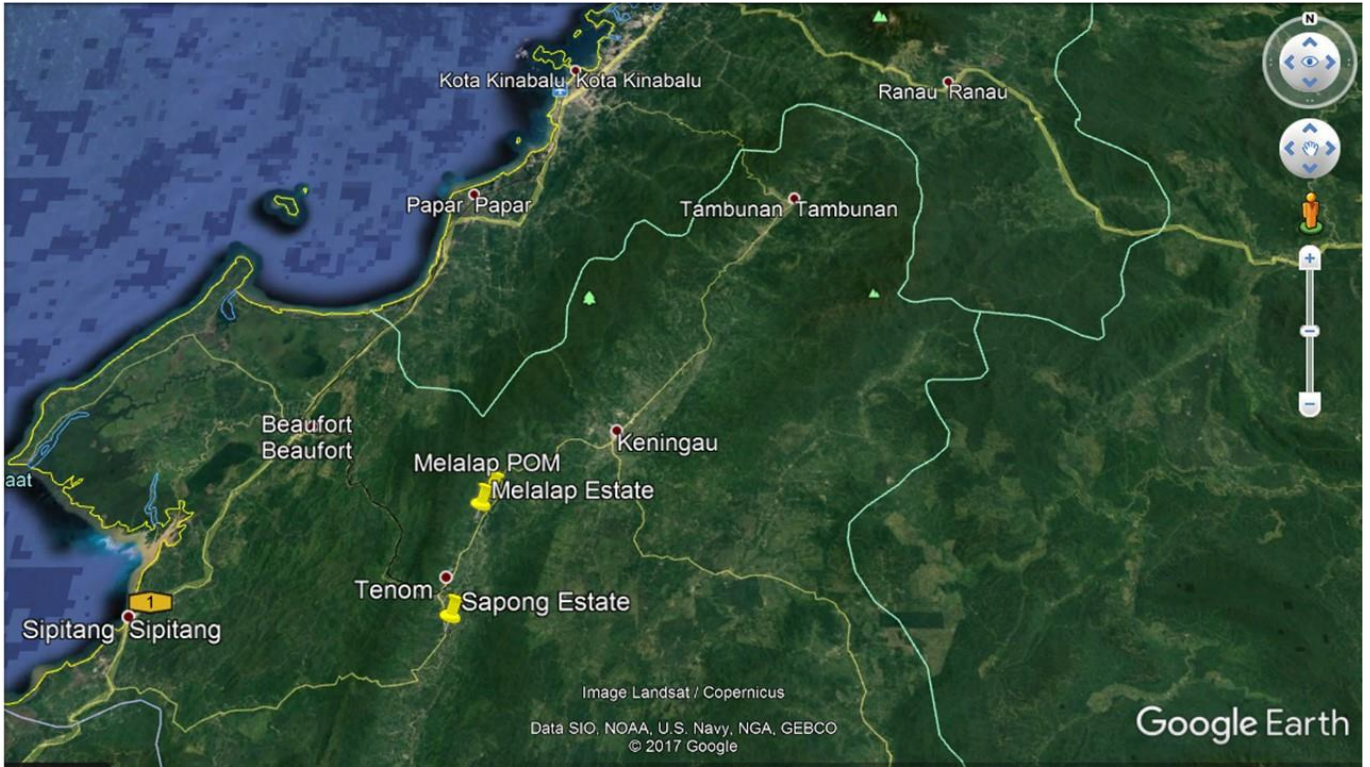 N
Kota Kinabalu Kota Kinabalu
Ranau Ranau
Papar Papar
Tambunan Tambunan
Beaufort
Beaufort
Keningau
Melalap POM
Melalap Estate
aat
Tenom
Sapong Estate
1
Sipitang Sipitang
Image Landsat / Copernicus
Data SIO, NOAA, U.S. Navy, NGA, GEBCO
© 2017 Google
Google Earth